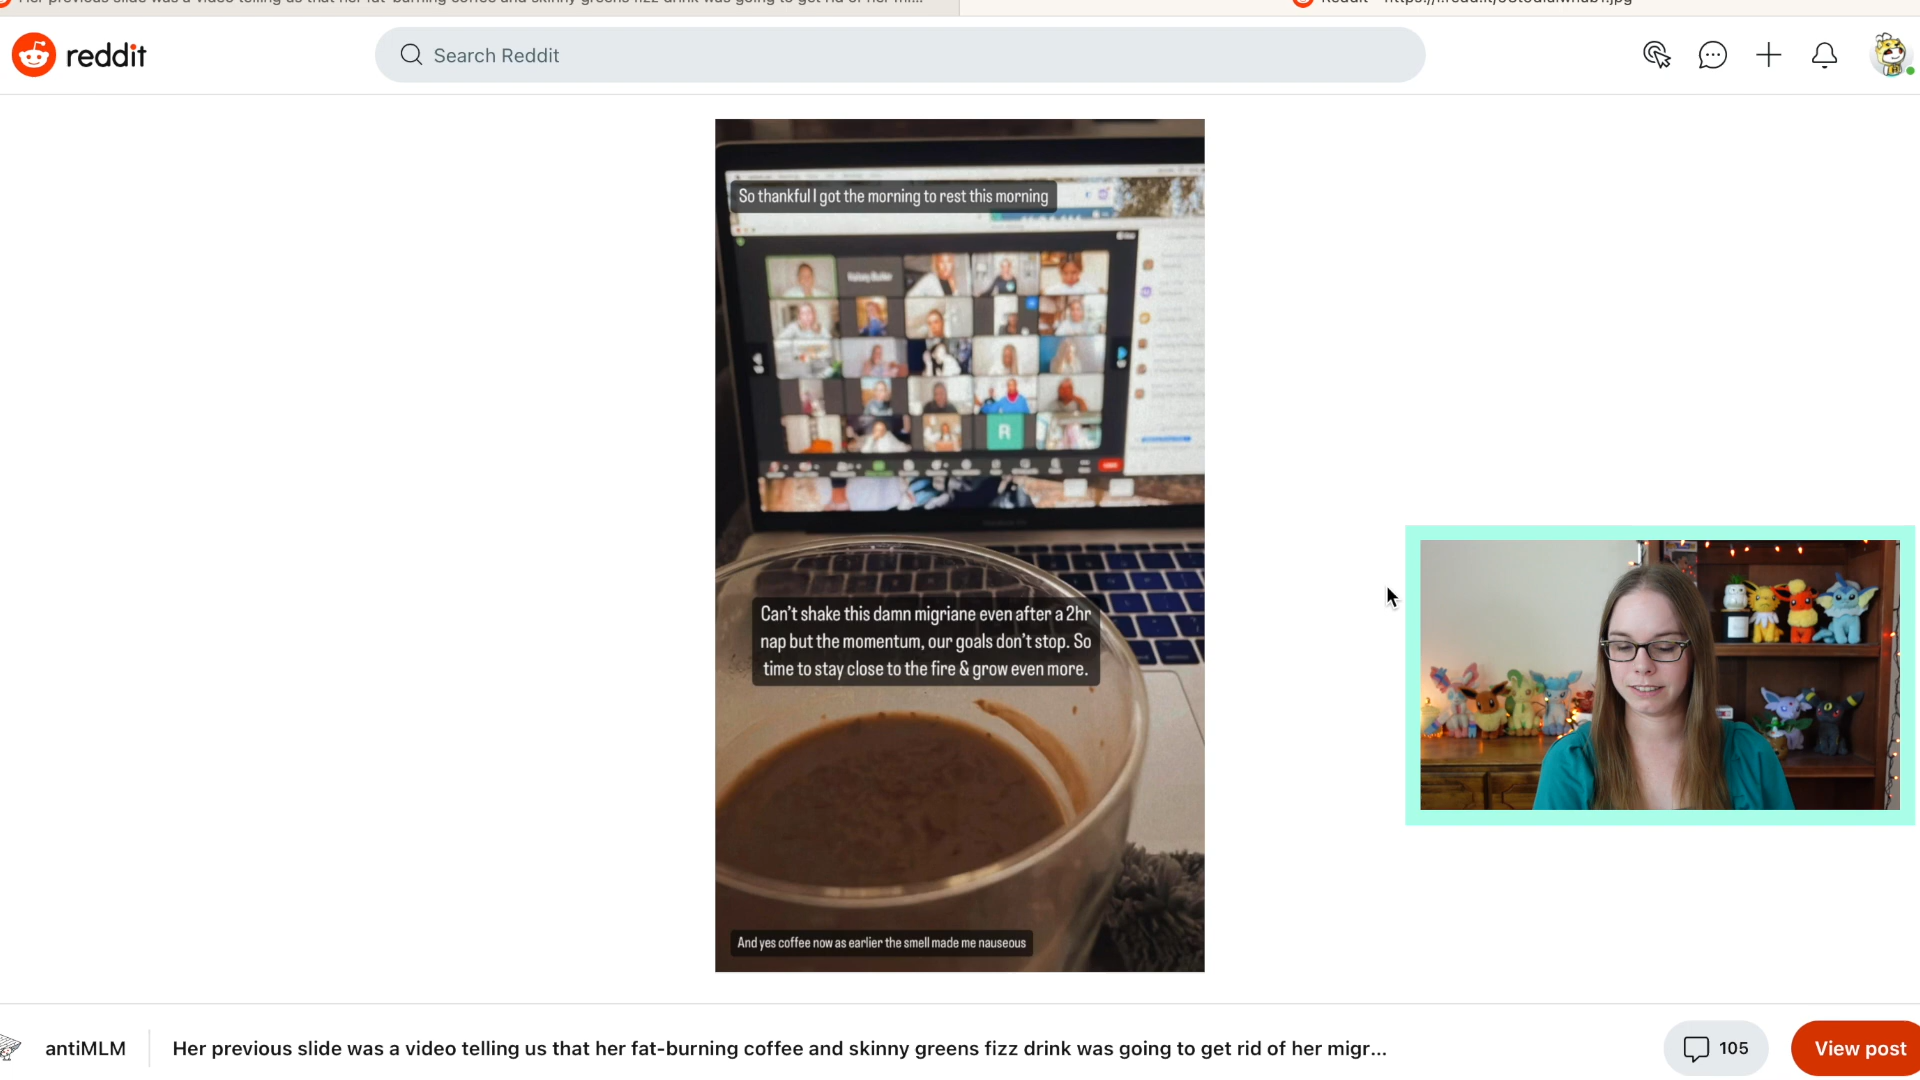 reddit
Search Reddit
So thankful I got the morning to rest this morning
R
Can't shake this damn migriane even after a 2hr
nap but the momentum, our goals don't stop. So
time to stay close to the fire & grow even more.
And yes coffee now as earlier the smell made me nauseous
antiMLM
Her previous slide was a video telling us that her fat-burning coffee and skinny greens fizz drink was going to get rid of her migr...
105
View post